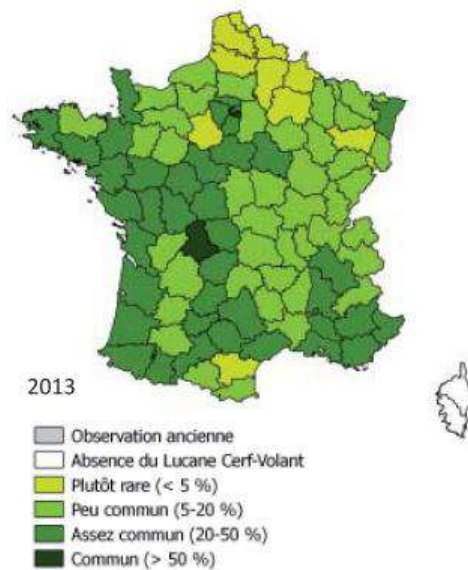 2013
Observation ancienne
Absence du Lucane Cerf-Volant
Plutôt rare (< 5 %)
Peu commun (5-20 %)
Assez commun (20-50 %)
Commun (> 50 %)